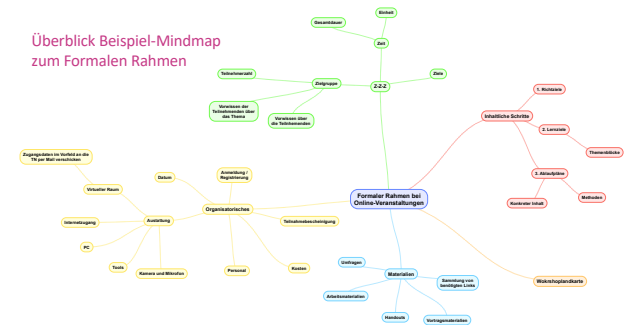 Überblick Beispiel-Mindmap
zum Formalen Rahmen
Einheit
Gesamtdauer
Zeit
Teilnehmerzahl
Zielgruppe
Z-Z-Z
Ziele
Vorwissen der
Teilnehmenden über
das Thema
Vorwissen über
die Teilnhemenden
1. Richtziele
Inhaltliche Schritte
2. Lernziele
Themenblöcke
3. Ablaufpläne
Konkreter Inhalt
Methoden
Zugangsdaten im Vorfeld an die
TN per Mail verschicken
Datum
Anmeldung /
Registrierung
Virtueller Raum
Formaler Rahmen bei
Online-Veranstaltungen
Organisatorisches
Internetzugang
Austattung
Teilnahmebescheinigung
PC
Tools
Kamera und Mikrofon
Personal
Kosten
Umfragen
Materialien
Sammlung von
benötigten Links
Wokrshoplandkarte
Arbeitsmaterialien
Handouts
Vortragsmaterialien